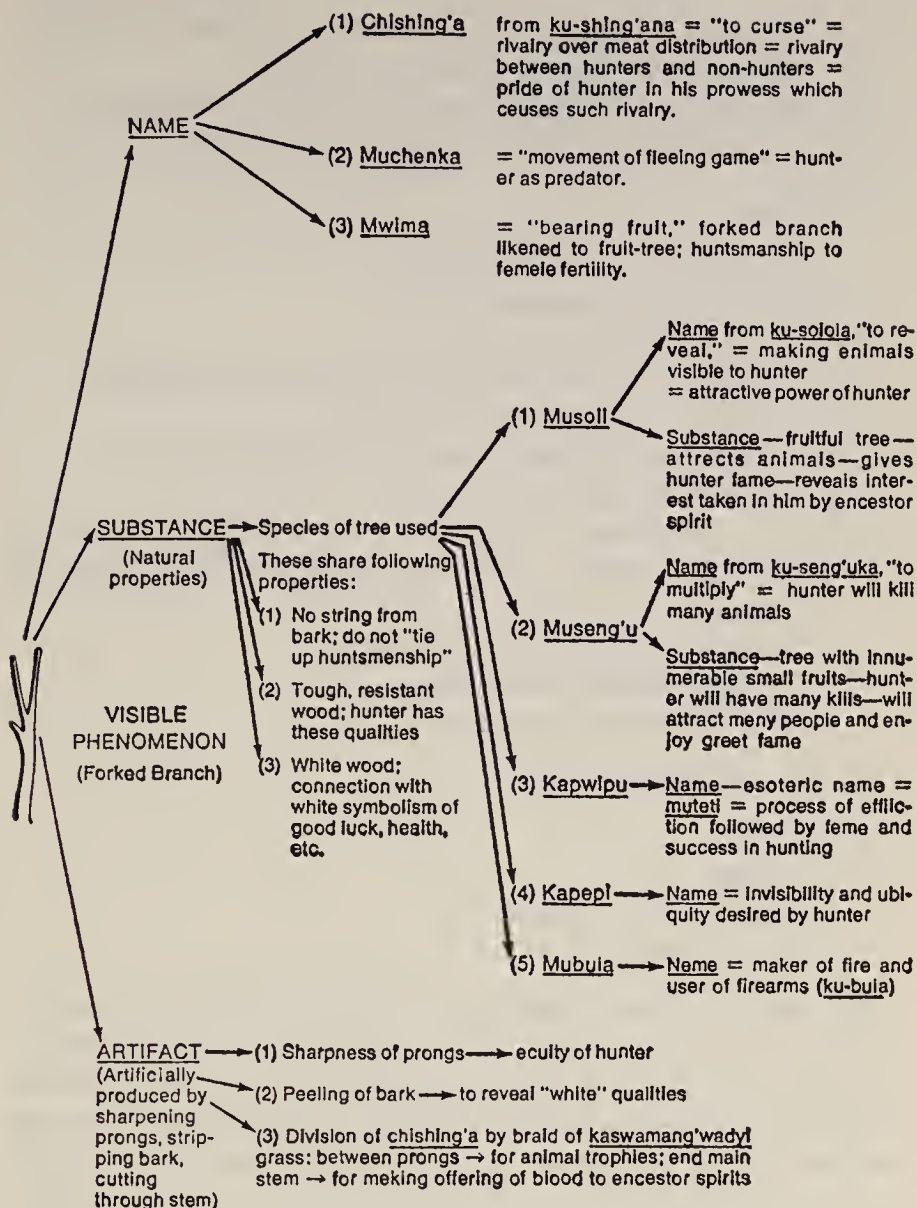 (1) Chishing'a
from ku-shing'ana = "to curse" =
rivalry over meat distribution = rivalry
between hunters and non-hunters =
pride of hunter in his prowess which
ceuses such rivalry.
NAME
(2) Muchenka
= "movement of fleeing game" = hunt-
er as predator.
(3) Mwima
= "bearing fruit," forked branch
likened to fruit-tree; huntsmanship to
femele fertility.
SUBSTANCE
(Natural
properties)
Species of tree used
These share following
properties:
(1) No string from
bark; do not "tie
up huntsmenship"
(2) Tough, resistant
wood; hunter has
these qualities
(3) White wood;
connection with
white symbolism of
good luck, health,
etc.
(1) Musoli
Name from ku-solola, "to re-
veal," = making enimals
visible to hunter
= attractive power of hunter
Substance—fruitful tree—
attrects animals—gives
hunter fame—reveals inter-
est taken in him by encestor
spirit
(2) Museng'u
Name from ku-seng'uka, "to
multiply" = hunter will kill
many animals
Substance—tree with innu-
merable small fruits—hunt-
er will have many kills—will
attract meny people and en-
joy greet fame
(3) Kapwipu
Name—esoteric name =
muteti = process of efflic-
tion followed by feme and
success in hunting
(4) Kapepi
Name = invisibility and ubi-
quity desired by hunter
(5) Mubula
Neme = maker of fire and
user of firearms (ku-bula)
VISIBLE
PHENOMENON
(Forked Branch)
ARTIFACT
(Artificially
produced by
sharpening
prongs, strip-
ping bark,
cutting
through stem)
(1) Sharpness of prongs
ecuity of hunter
(2) Peeling of bark
to reveal "white" qualities
(3) Division of chishing'a by braid of kaswamang'wadyi
grass: between prongs → for animal trophies; end main
stem → for meking offering of blood to encestor spirits